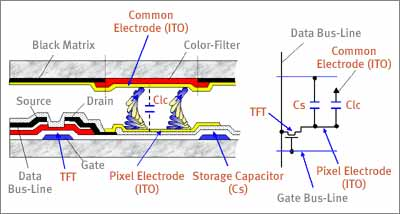 Common
Electrode (ITO)
Black Matrix
Color-Filter
Source
Drain
Clc
Data
Bus-Line
TFT
Gate
Pixel Electrode
(ITO)
Storage Capacitor
(Cs)
Data Bus-Line
Common
Electrode (ITO)
Cs
Clc
TFT
Pixel Electrode
(ITO)
Gate Bus-Line